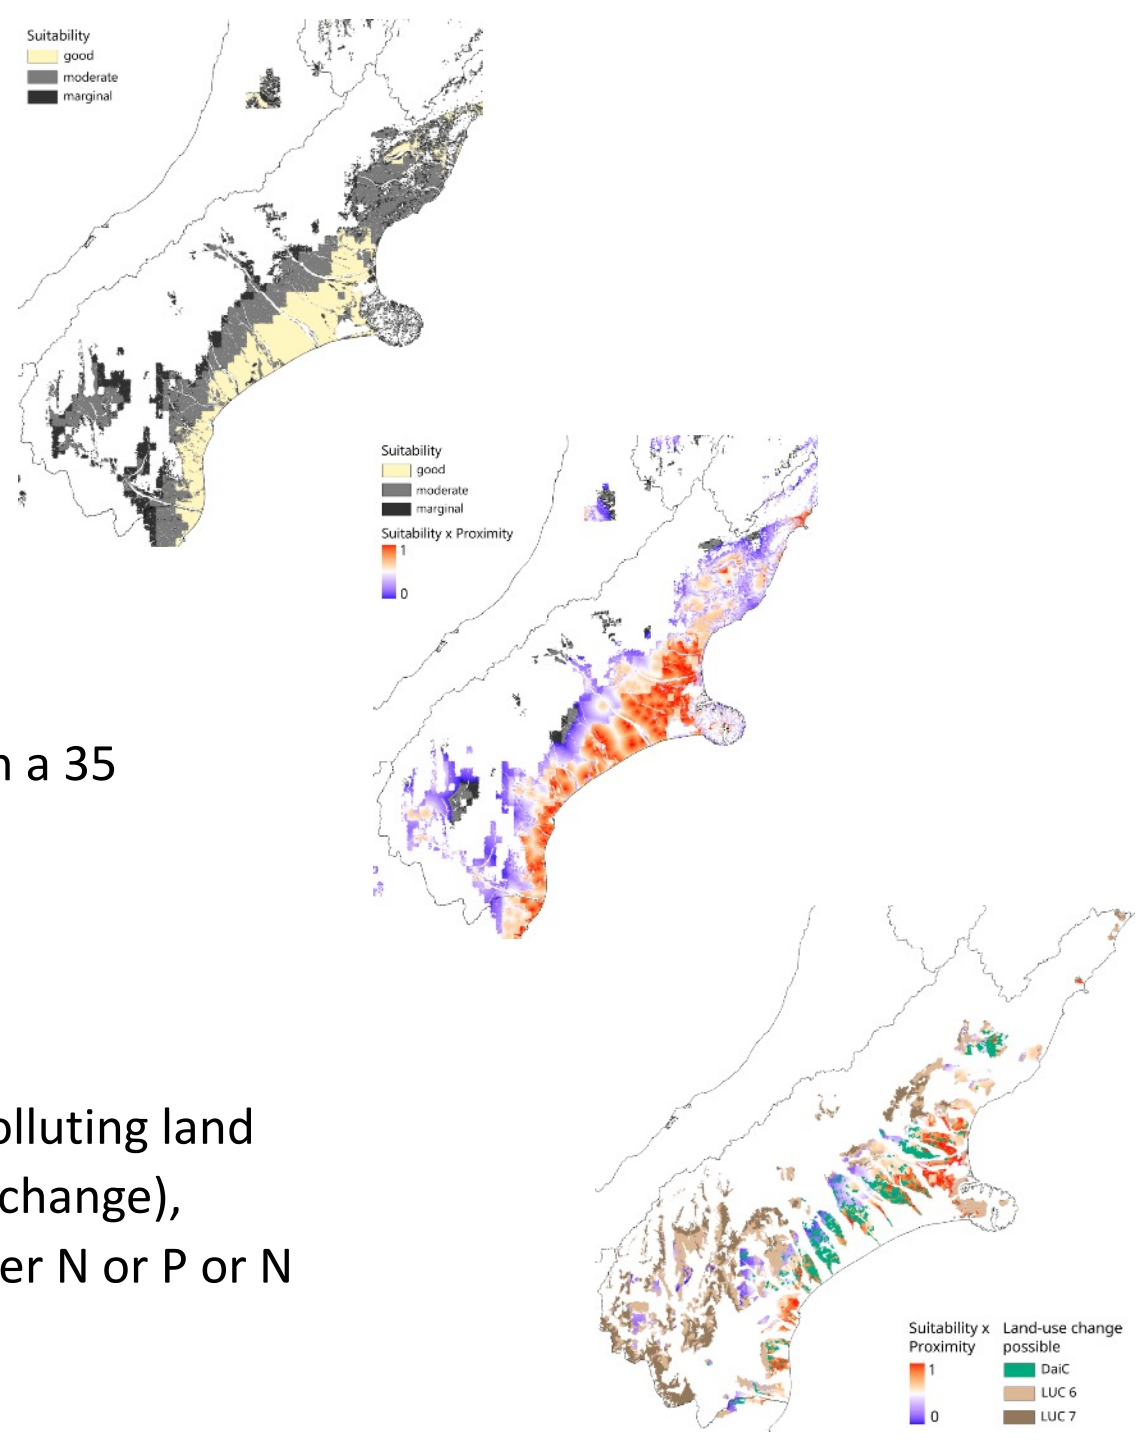 Suitability
good
moderate
marginal
Suitability
good
moderate
marginal
Suitability x Proximity
1
0
a 35
olluting land
change),
er N or P or N
Suitability x Proximity
1
0
Land-use change possible
DaiC
LUC 6
LUC 7